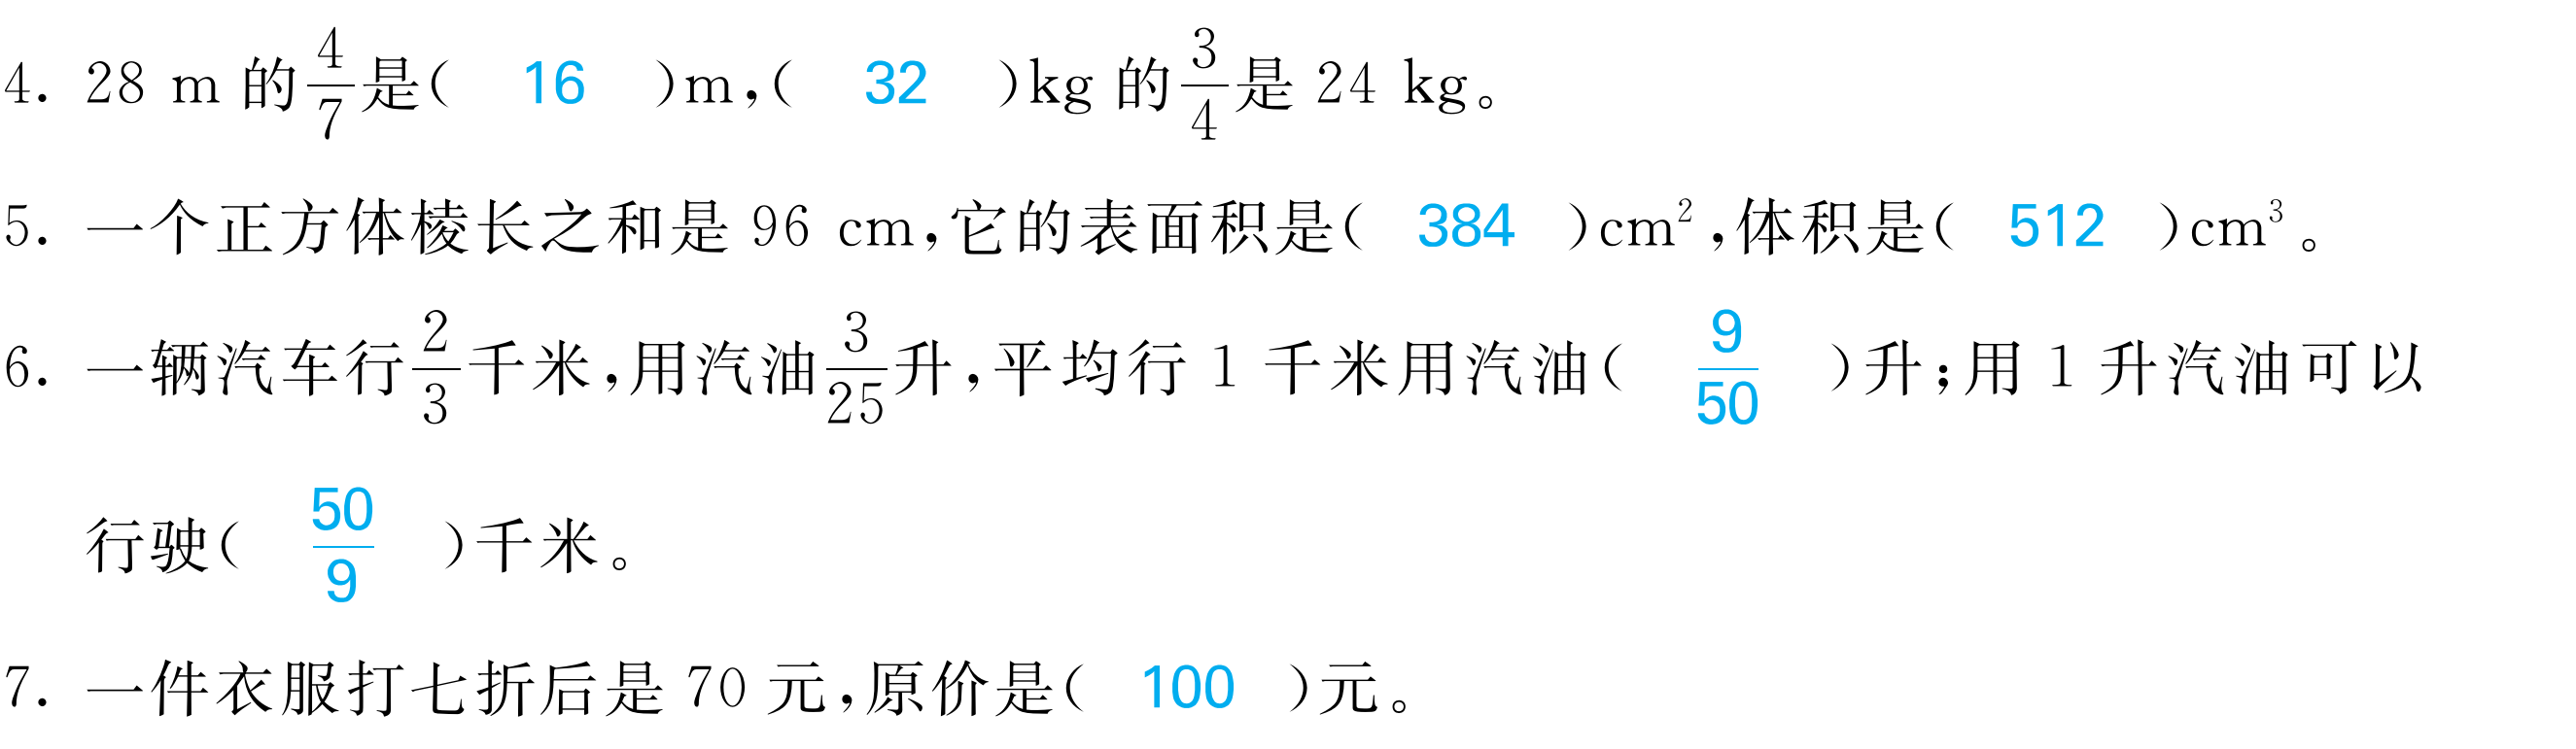 4. 28 m 的4/7是( 16 )m,( 32 )kg 的3/4是 24 kg。
5. 一个正方体棱长之和是 96 cm,它的表面积是( 384 )cm²,体积是( 512 )cm³。
6. 一辆汽车行2/3千米,用汽油3/25升,平均行 1 千米用汽油( 9/50 )升;用 1 升汽油可以
行驶( 50/9 )千米。
7. 一件衣服打七折后是 70 元,原价是( 100 )元。